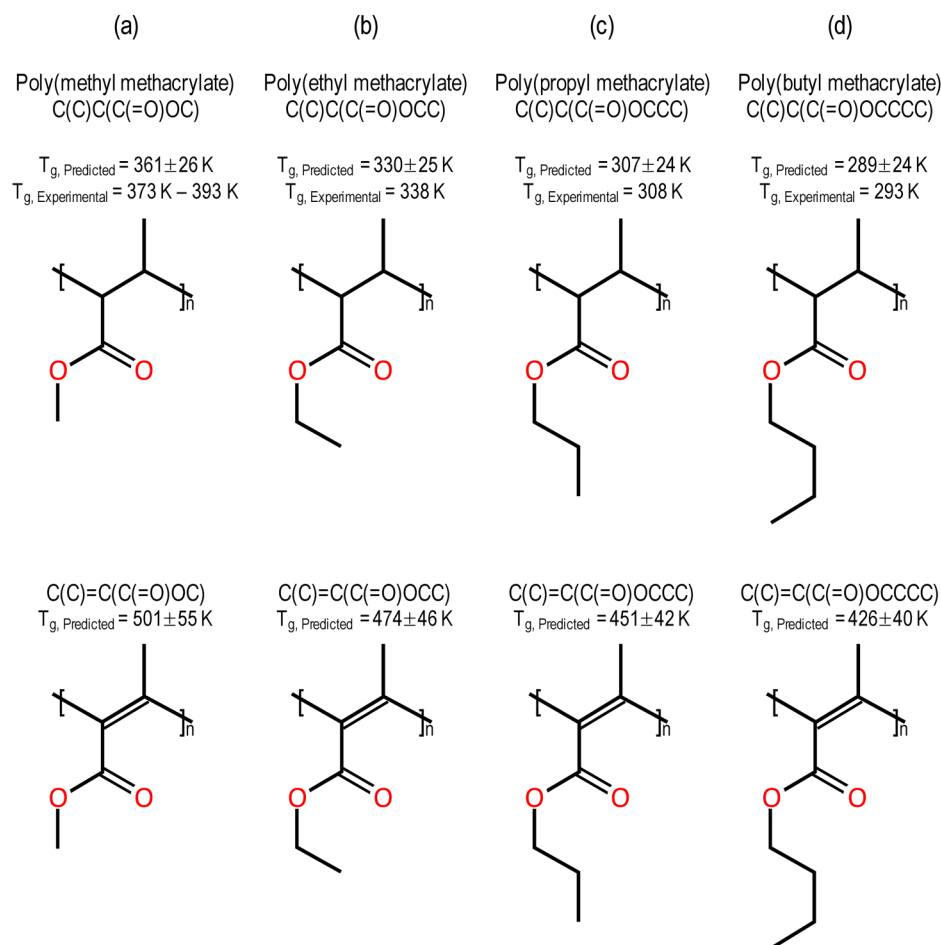 (a)
(b)
(c)
(d)
Poly(methyl methacrylate)
C(C)C(C(=O)OC)
Poly(ethyl methacrylate)
C(C)C(C(=O)OCC)
Poly(propyl methacrylate)
C(C)C(C(=O)OCCC)
Poly(butyl methacrylate)
C(C)C(C(=O)OCCCC)
Tg, Predicted = 361±26 K
Tg, Experimental = 373 K – 393 K
Tg, Predicted = 330±25 K
Tg, Experimental = 338 K
Tg, Predicted = 307±24 K
Tg, Experimental = 308 K
Tg, Predicted = 289±24 K
Tg, Experimental = 293 K
[ ]n
O O
[ ]n
O O
[ ]n
O O
[ ]n
O O
C(C)=C(C(=O)OC)
Tg, Predicted = 501±55 K
C(C)=C(C(=O)OCC)
Tg, Predicted = 474±46 K
C(C)=C(C(=O)OCCC)
Tg, Predicted = 451±42 K
C(C)=C(C(=O)OCCCC)
Tg, Predicted = 426±40 K
[ ]n
O O
[ ]n
O O
[ ]n
O O
[ ]n
O O